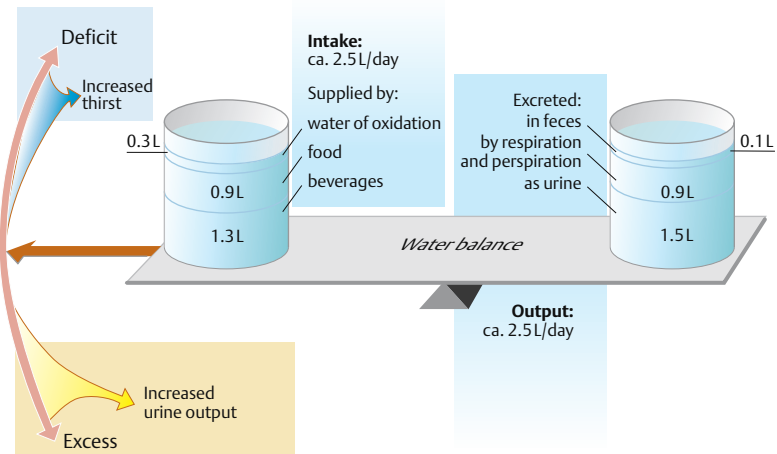 Deficit
Increased
thirst
Intake:
ca. 2.5 L/day
Supplied by:
water of oxidation
food
beverages
0.3 L
0.9 L
1.3 L
Excreted:
in feces
by respiration
and perspiration
as urine
0.1 L
0.9 L
1.5 L
Water balance
Output:
ca. 2.5 L/day
Increased
urine output
Excess